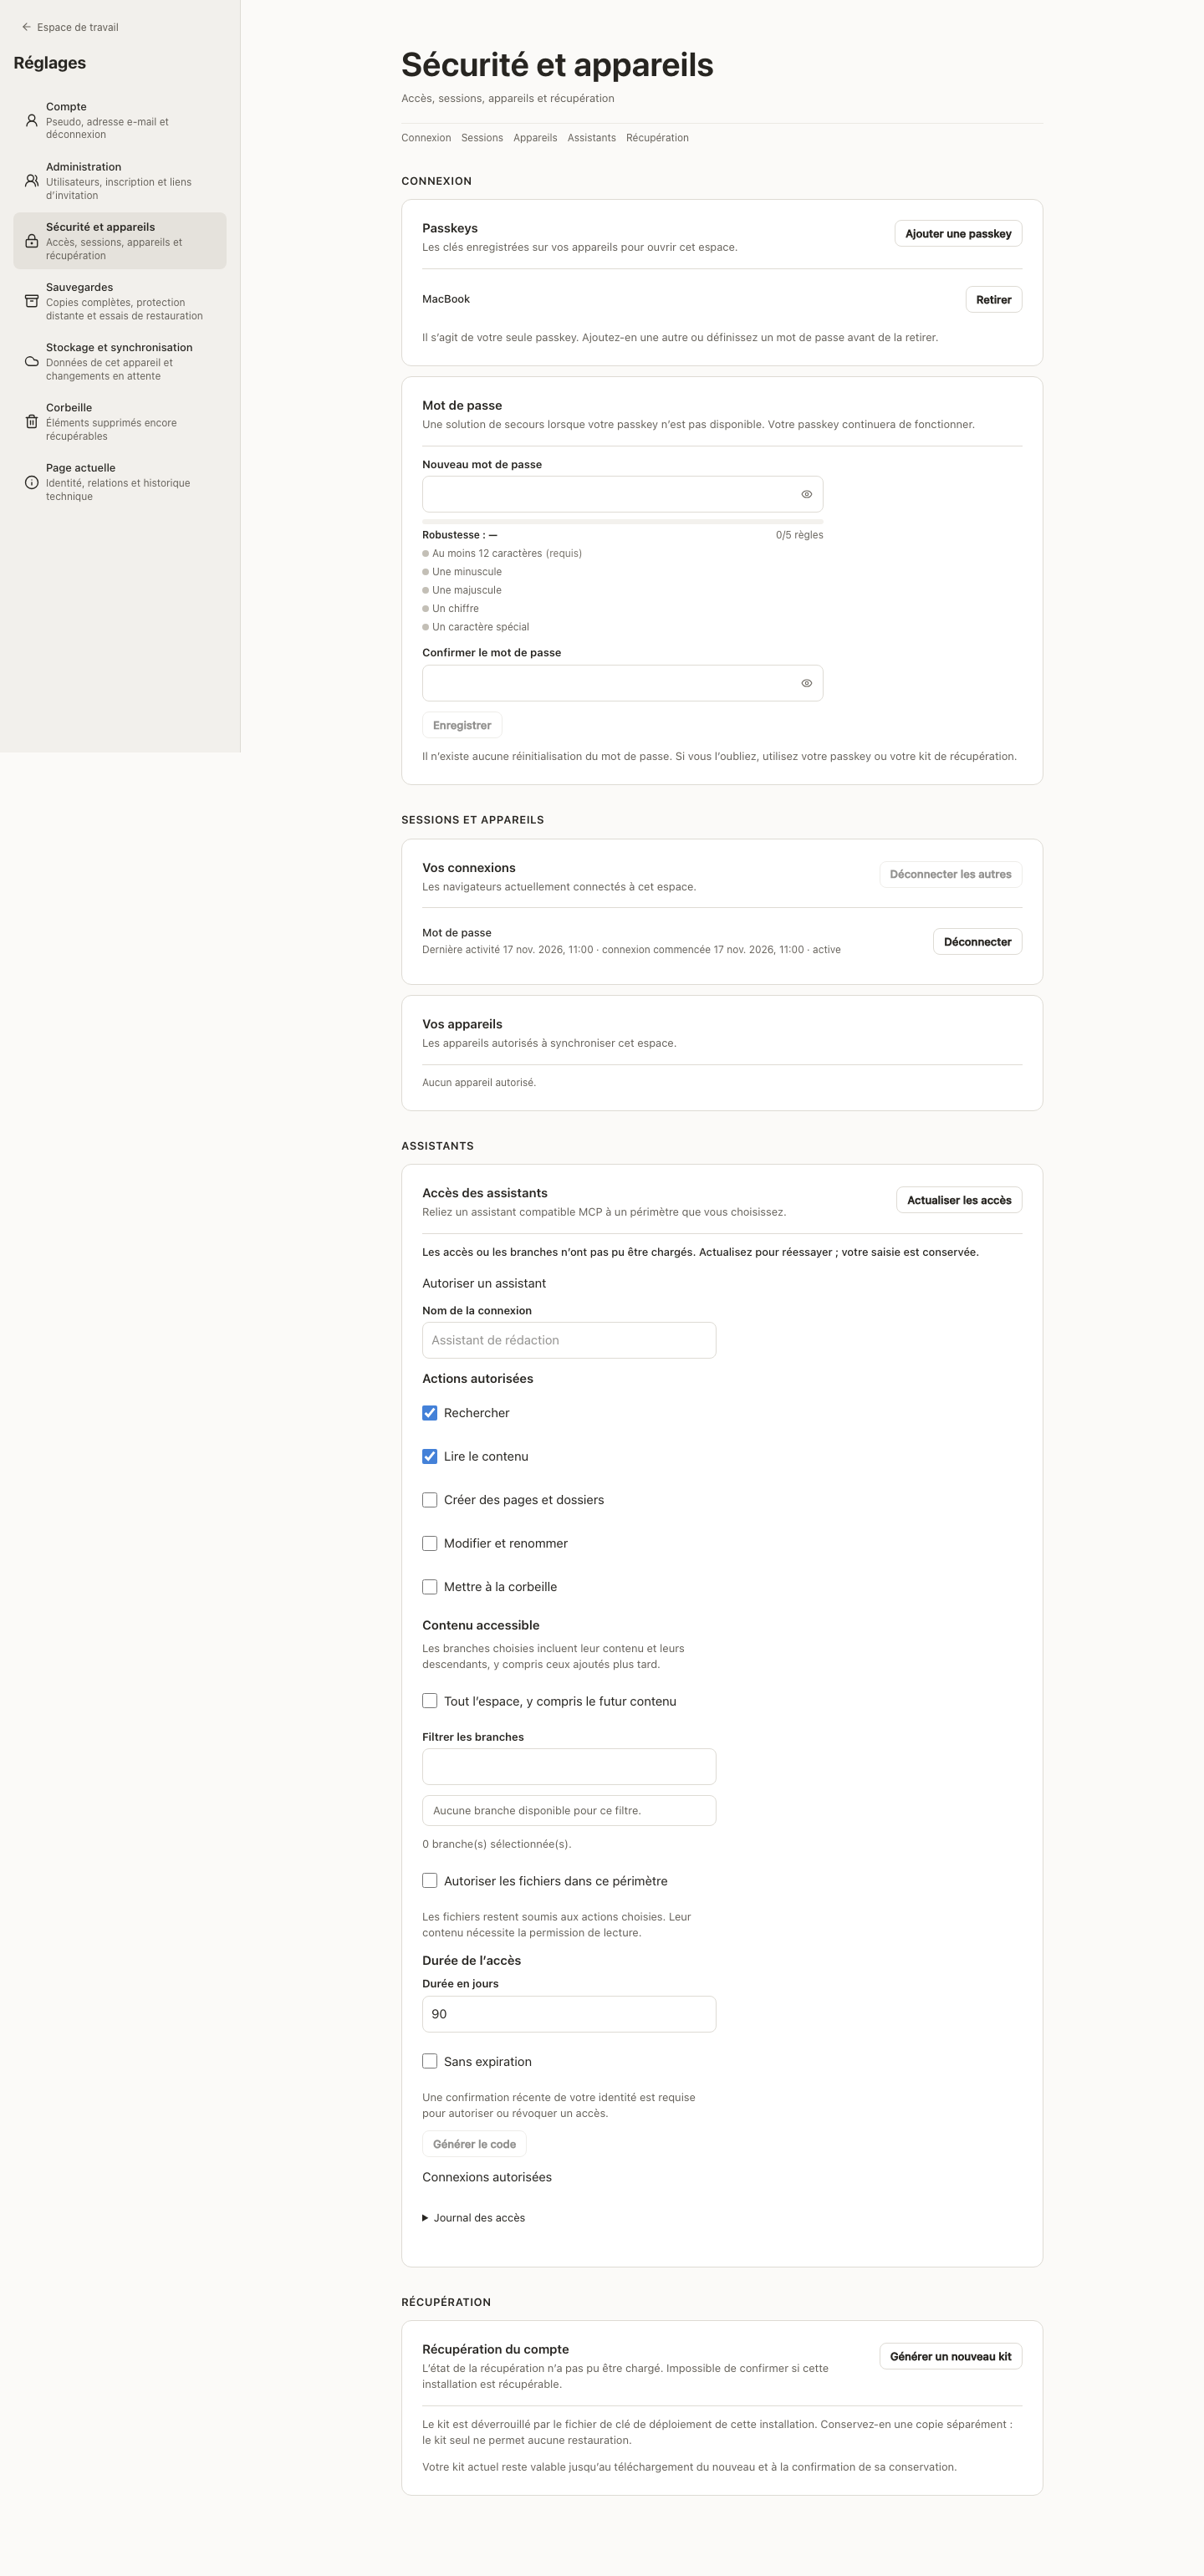 Espace de travail
Réglages
Compte
Pseudo, adresse e-mail et
déconnexion
Administration
Utilisateurs, inscription et liens
d'invitation
Sécurité et appareils
Accès, sessions, appareils et
récupération
Sauvegardes
Copies complètes, protection
distante et essais de restauration
Stockage et synchronisation
Données de cet appareil et
changements en attente
Corbeille
Éléments supprimés encore
récupérables
Page actuelle
Identité, relations et historique
technique
Sécurité et appareils
Accès, sessions, appareils et récupération
Connexion Sessions Appareils Assistants Récupération
CONNEXION
Passkeys
Les clés enregistrées sur vos appareils pour ouvrir cet espace.
Ajouter une passkey
MacBook
Retirer
Il s'agit de votre seule passkey. Ajoutez-en une autre ou définissez un mot de passe avant de la retirer.
Mot de passe
Une solution de secours lorsque votre passkey n'est pas disponible. Votre passkey continuera de fonctionner.
Nouveau mot de passe
Robustesse : —
0/5 règles
Au moins 12 caractères (requis)
Une minuscule
Une majuscule
Un chiffre
Un caractère spécial
Confirmer le mot de passe
Enregistrer
Il n'existe aucune réinitialisation du mot de passe. Si vous l'oubliez, utilisez votre passkey ou votre kit de récupération.
SESSIONS ET APPAREILS
Vos connexions
Les navigateurs actuellement connectés à cet espace.
Déconnecter les autres
Mot de passe
Dernière activité 17 nov. 2026, 11:00 · connexion commencée 17 nov. 2026, 11:00 · active
Déconnecter
Vos appareils
Les appareils autorisés à synchroniser cet espace.
Aucun appareil autorisé.
ASSISTANTS
Accès des assistants
Reliez un assistant compatible MCP à un périmètre que vous choisissez.
Actualiser les accès
Les accès ou les branches n'ont pas pu être chargés. Actualisez pour réessayer ; votre saisie est conservée.
Autoriser un assistant
Nom de la connexion
Assistant de rédaction
Actions autorisées
Rechercher
Lire le contenu
Créer des pages et dossiers
Modifier et renommer
Mettre à la corbeille
Contenu accessible
Les branches choisies incluent leur contenu et leurs
descendants, y compris ceux ajoutés plus tard.
Tout l'espace, y compris le futur contenu
Filtrer les branches
Aucune branche disponible pour ce filtre.
0 branche(s) sélectionnée(s).
Autoriser les fichiers dans ce périmètre
Les fichiers restent soumis aux actions choisies. Leur
contenu nécessite la permission de lecture.
Durée de l'accès
Durée en jours
90
Sans expiration
Une confirmation récente de votre identité est requise
pour autoriser ou révoquer un accès.
Générer le code
Connexions autorisées
Journal des accès
RÉCUPÉRATION
Récupération du compte
L'état de la récupération n'a pas pu être chargé. Impossible de confirmer si cette
installation est récupérable.
Générer un nouveau kit
Le kit est déverrouillé par le fichier de clé de déploiement de cette installation. Conservez-en une copie séparément :
le kit seul ne permet aucune restauration.
Votre kit actuel reste valable jusqu'au téléchargement du nouveau et à la confirmation de sa conservation.